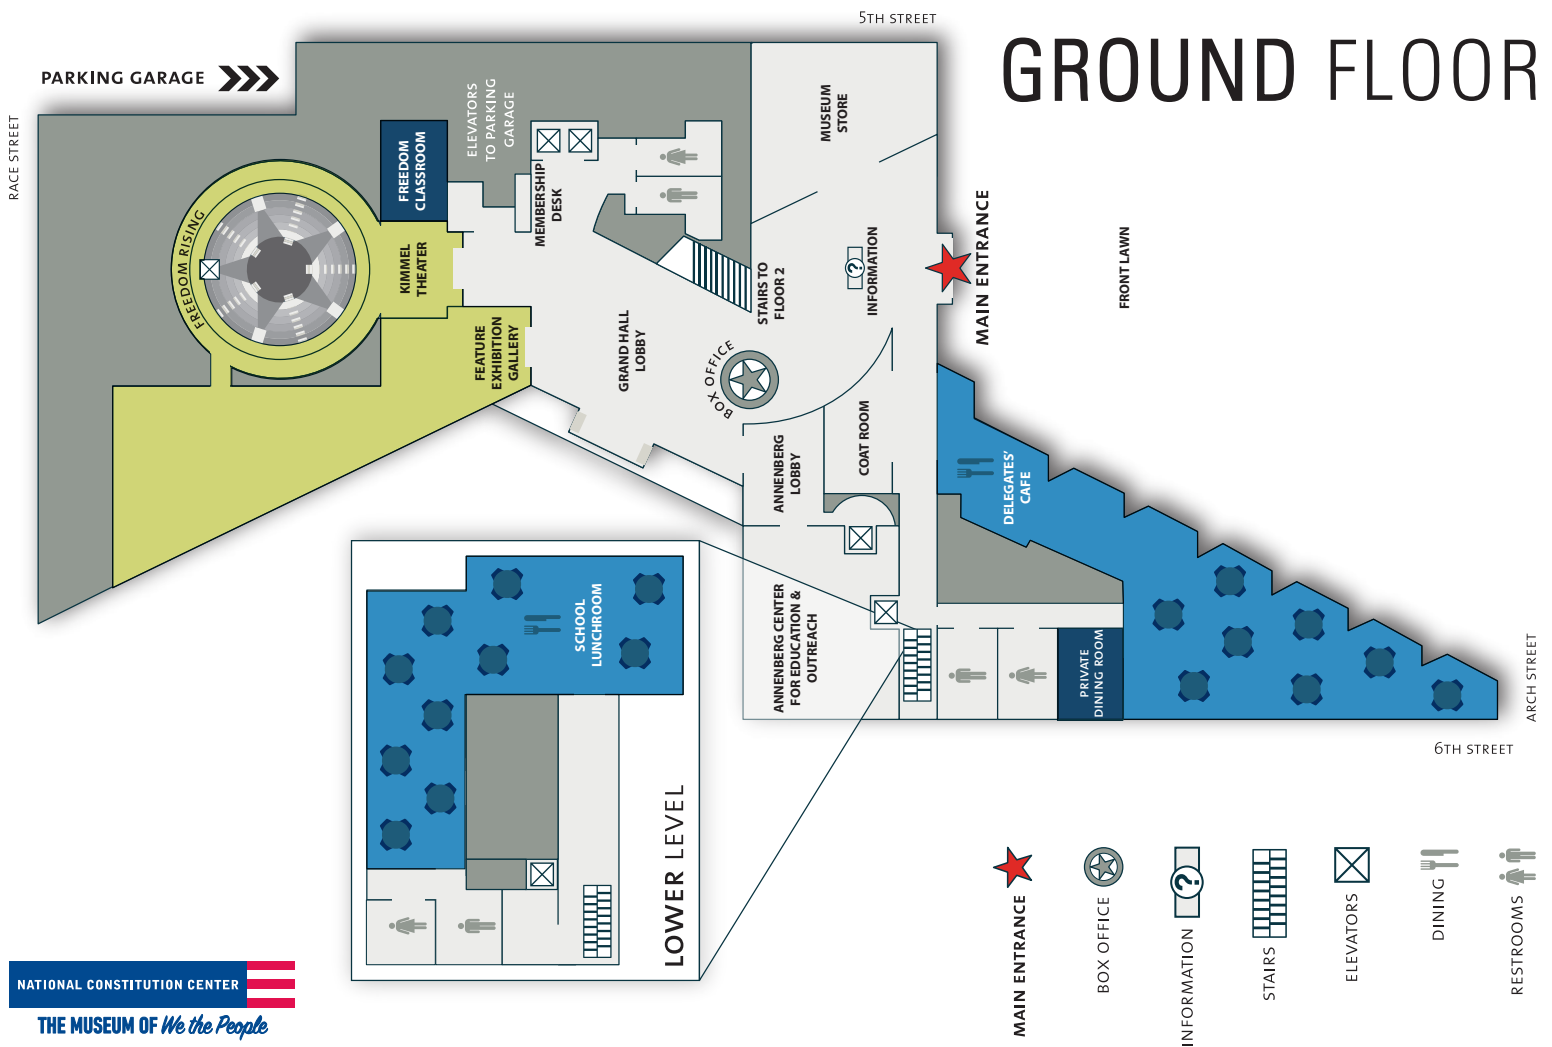 5TH STREET
GROUND FLOOR
PARKING GARAGE
RACE STREET
ELEVATORS
TO PARKING
GARAGE
FREEDOM
CLASSROOM
MEMBERSHIP
DESK
MUSEUM
STORE
FREEDOM RISING
KIMMEL
THEATER
STAIRS TO
FLOOR 2
INFORMATION
MAIN ENTRANCE
FRONT LAWN
FEATURE
EXHIBITION
GALLERY
GRAND HALL
LOBBY
BOX OFFICE
ANNENBERG
LOBBY
COAT ROOM
DELEGATES'
CAFE
ANNENBERG CENTER
FOR EDUCATION &
OUTREACH
PRIVATE
DINING ROOM
ARCH STREET
6TH STREET
SCHOOL
LUNCHROOM
LOWER LEVEL
MAIN ENTRANCE
BOX OFFICE
?
INFORMATION
STAIRS
ELEVATORS
DINING
RESTROOMS
NATIONAL CONSTITUTION CENTER
THE MUSEUM OF We the People